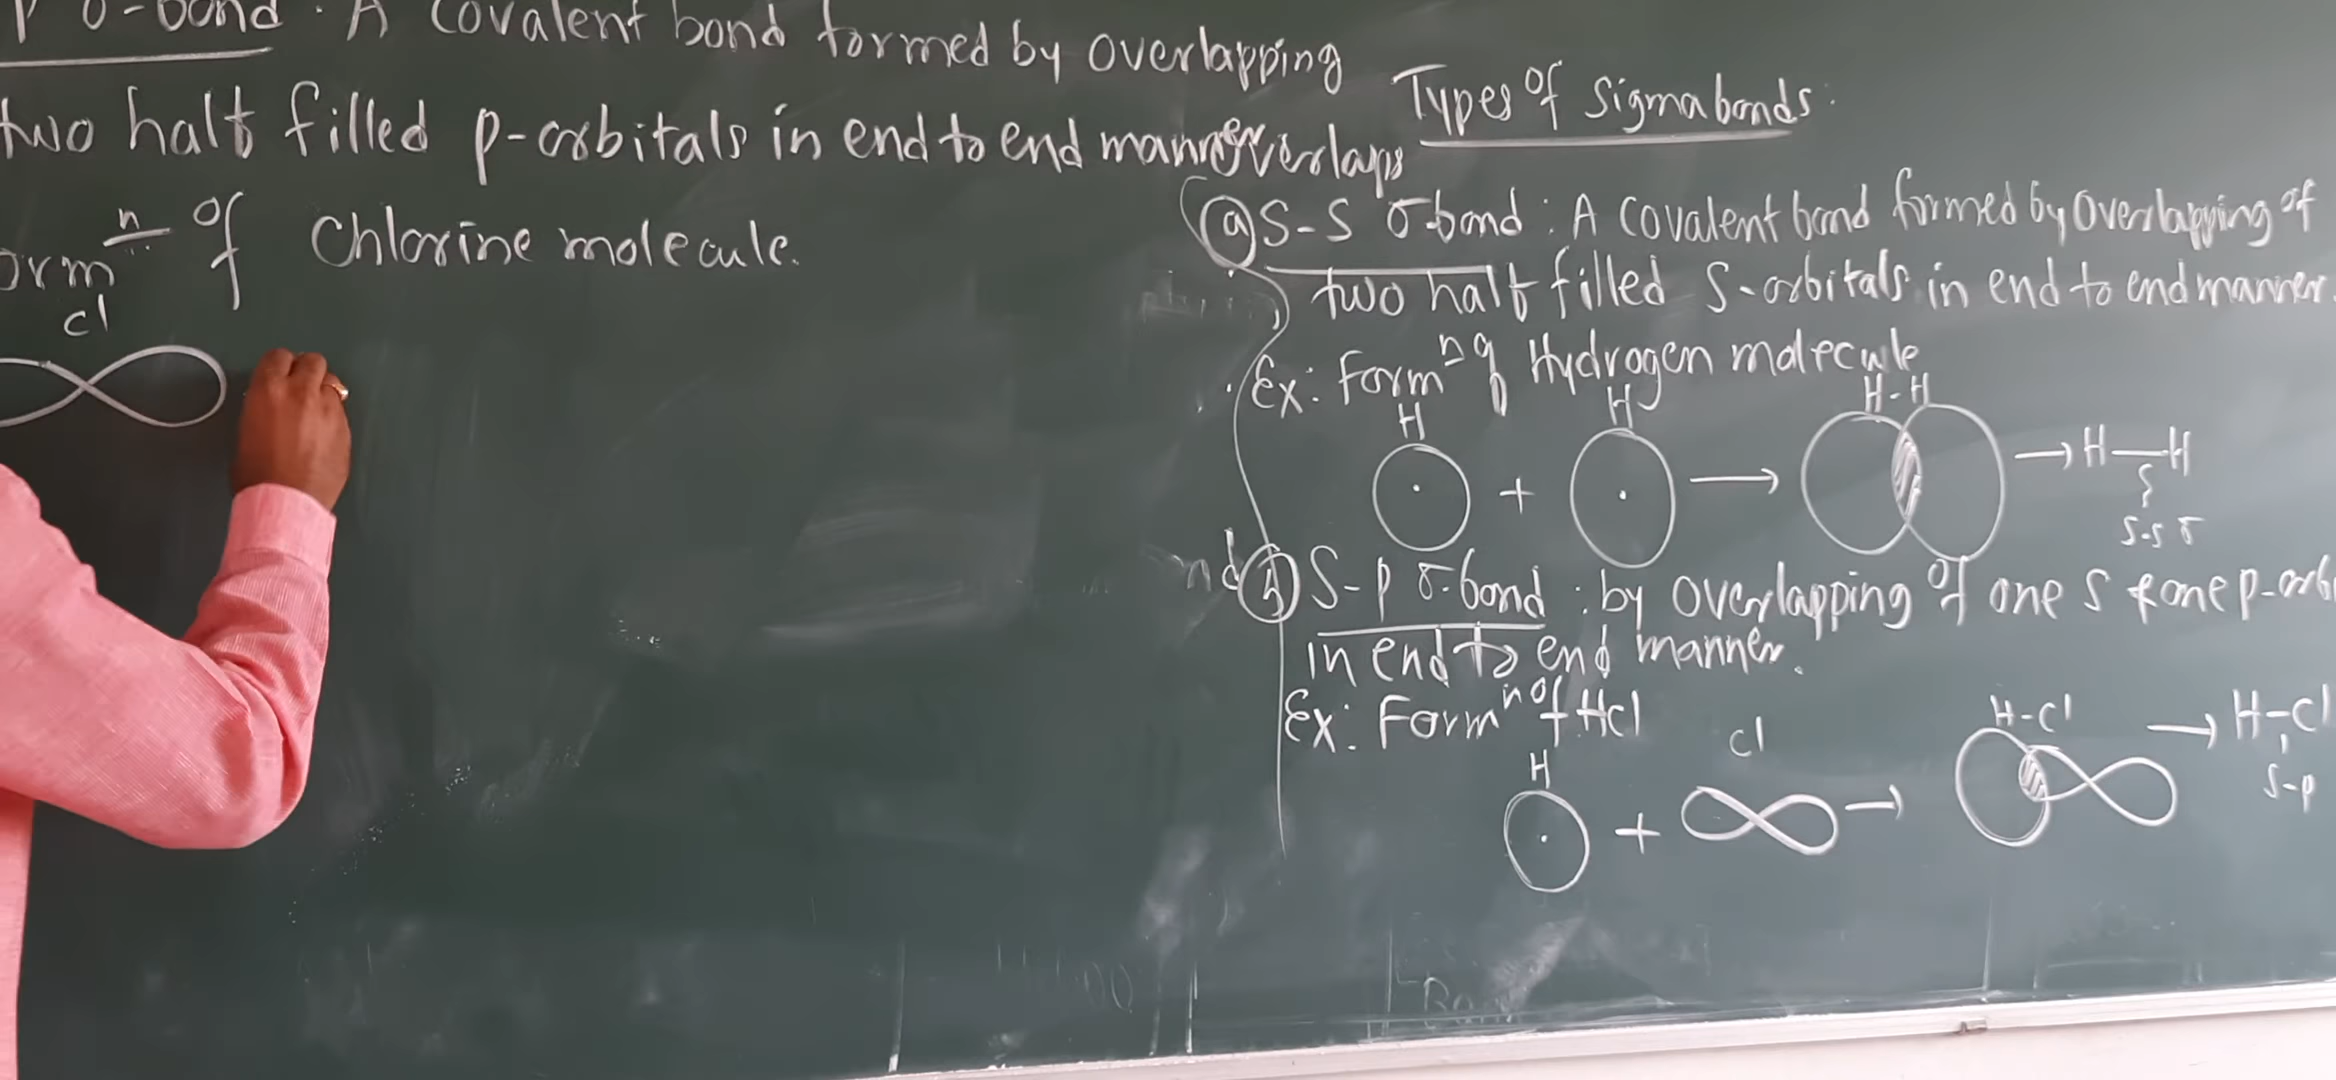 P σ-bond : A Covalent bond formed by overlapping
two half filled p-orbitals in end to end manner
overlaps
ormⁿ of Chlorine molecule.
Cl
Types of Sigma bonds:
a) S-S σ-bond : A Covalent bond formed by Overlapping of
two half filled S-orbitals in end to end manner.
Ex: Formⁿ of Hydrogen molecule
H H H-H
+ → → H—H
S-S σ
nd
b) S-p σ-bond : by overlapping of one S & one p-orbi
in end to end manner.
Ex: Formⁿ of HCl
H Cl H-Cl → H-Cl
+ →
S-p